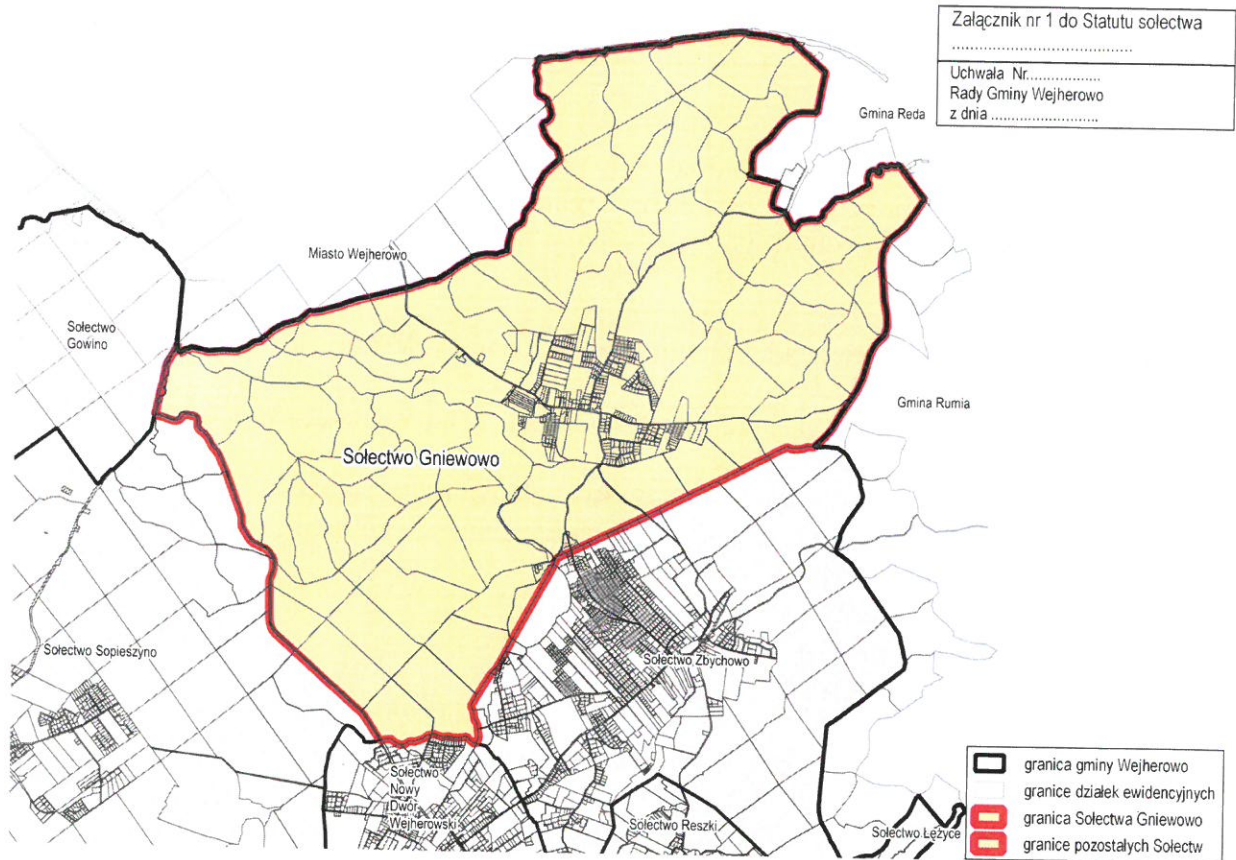 Załącznik nr 1 do Statutu sołectwa
....................................
Uchwała Nr..................
Rady Gminy Wejherowo
z dnia .........................
Gmina Reda
Miasto Wejherowo
Sołectwo
Gowino
Gmina Rumia
Sołectwo Gniewowo
Sołectwo Sopieszyno
Sołectwo Zbychowo
Sołectwo
Nowy
Dwór
Wejherowski
Sołectwo Reszki
Sołectwo Łężyce
granica gminy Wejherowo
granice działek ewidencyjnych
granica Sołectwa Gniewowo
granice pozostałych Sołectw